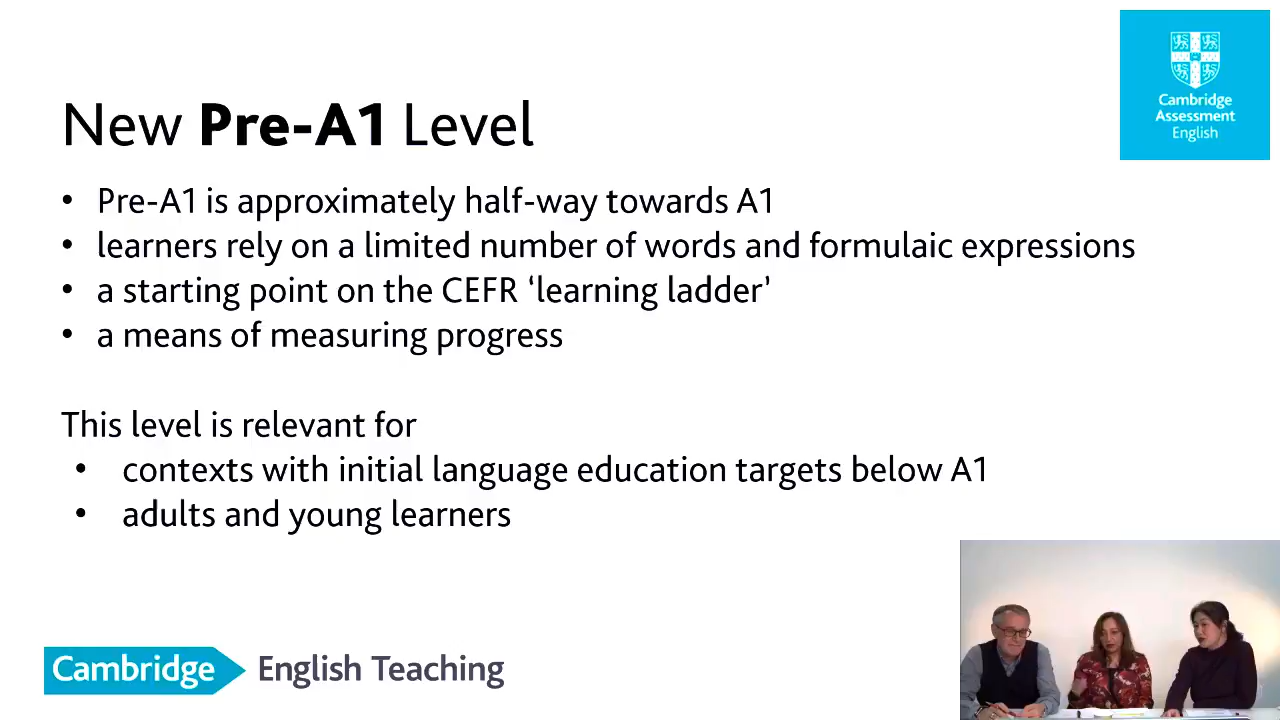 Cambridge
Assessment
English
New Pre-A1 Level
• Pre-A1 is approximately half-way towards A1
• learners rely on a limited number of words and formulaic expressions
• a starting point on the CEFR ‘learning ladder’
• a means of measuring progress
This level is relevant for
• contexts with initial language education targets below A1
• adults and young learners
Cambridge English Teaching